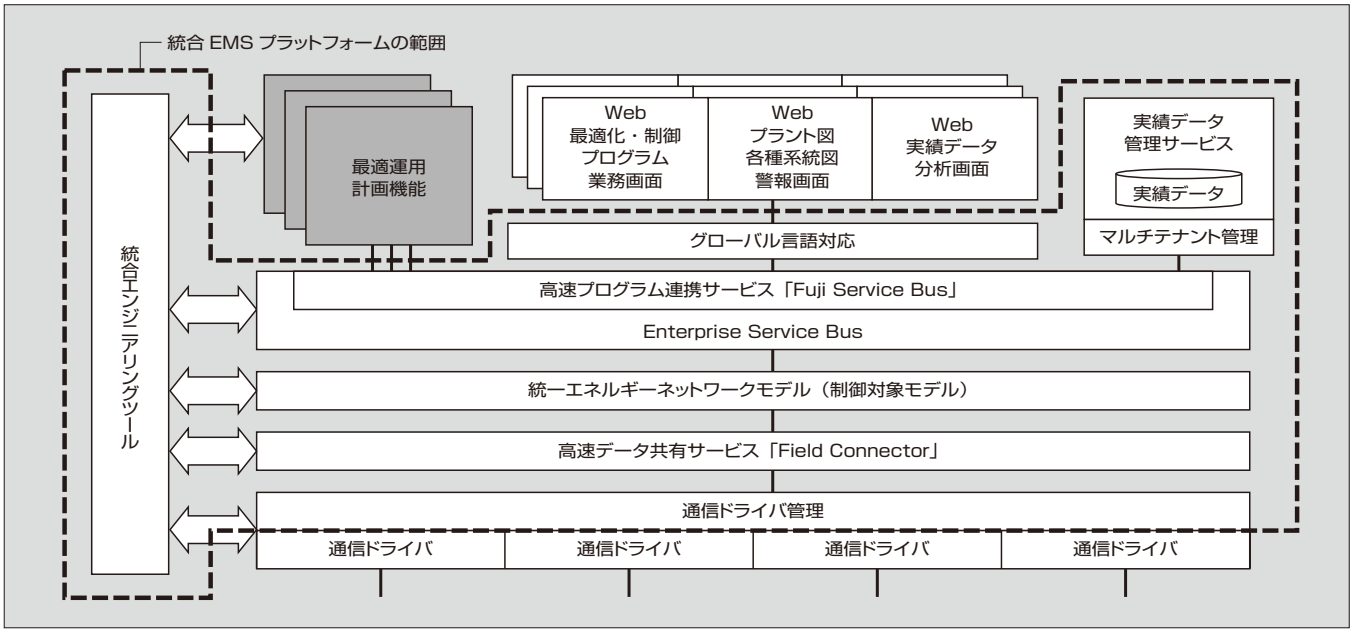 統合 EMS プラットフォームの範囲
統合エンジニアリングツール
最適運用
計画機能
Web
最適化・制御
プログラム
業務画面
Web
プラント図
各種系統図
警報画面
Web
実績データ
分析画面
実績データ
管理サービス
実績データ
マルチテナント管理
グローバル言語対応
高速プログラム連携サービス「Fuji Service Bus」
Enterprise Service Bus
統一エネルギーネットワークモデル（制御対象モデル）
高速データ共有サービス「Field Connector」
通信ドライバ管理
通信ドライバ
通信ドライバ
通信ドライバ
通信ドライバ